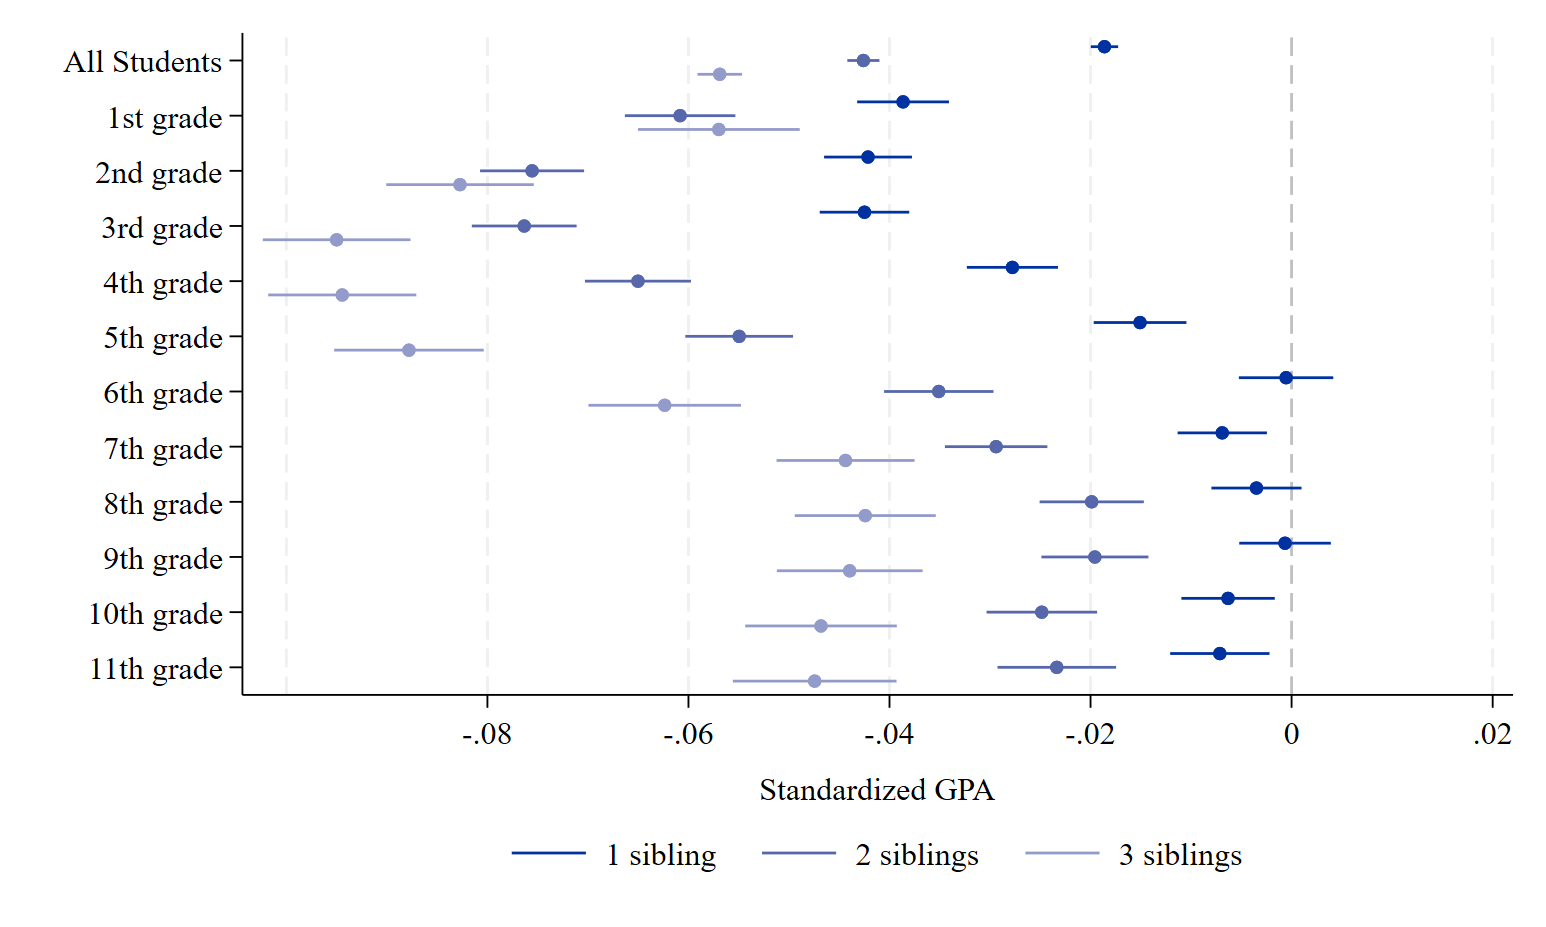 All Students
1st grade
2nd grade
3rd grade
4th grade
5th grade
6th grade
7th grade
8th grade
9th grade
10th grade
11th grade
-.08 -.06 -.04 -.02 0 .02
Standardized GPA
1 sibling 2 siblings 3 siblings